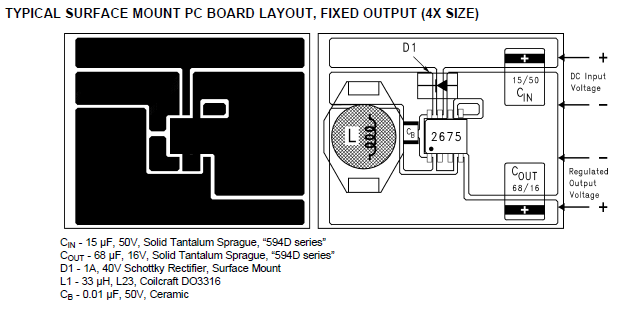 TYPICAL SURFACE MOUNT PC BOARD LAYOUT, FIXED OUTPUT (4X SIZE)
D1
+
15/50
CIN
DC Input
Voltage
−
L
CB
2675
−
COUT
68/16
Regulated
Output
Voltage
+
CIN - 15 µF, 50V, Solid Tantalum Sprague, “594D series”
COUT - 68 µF, 16V, Solid Tantalum Sprague, “594D series”
D1 - 1A, 40V Schottky Rectifier, Surface Mount
L1 - 33 µH, L23, Coilcraft DO3316
CB - 0.01 µF, 50V, Ceramic